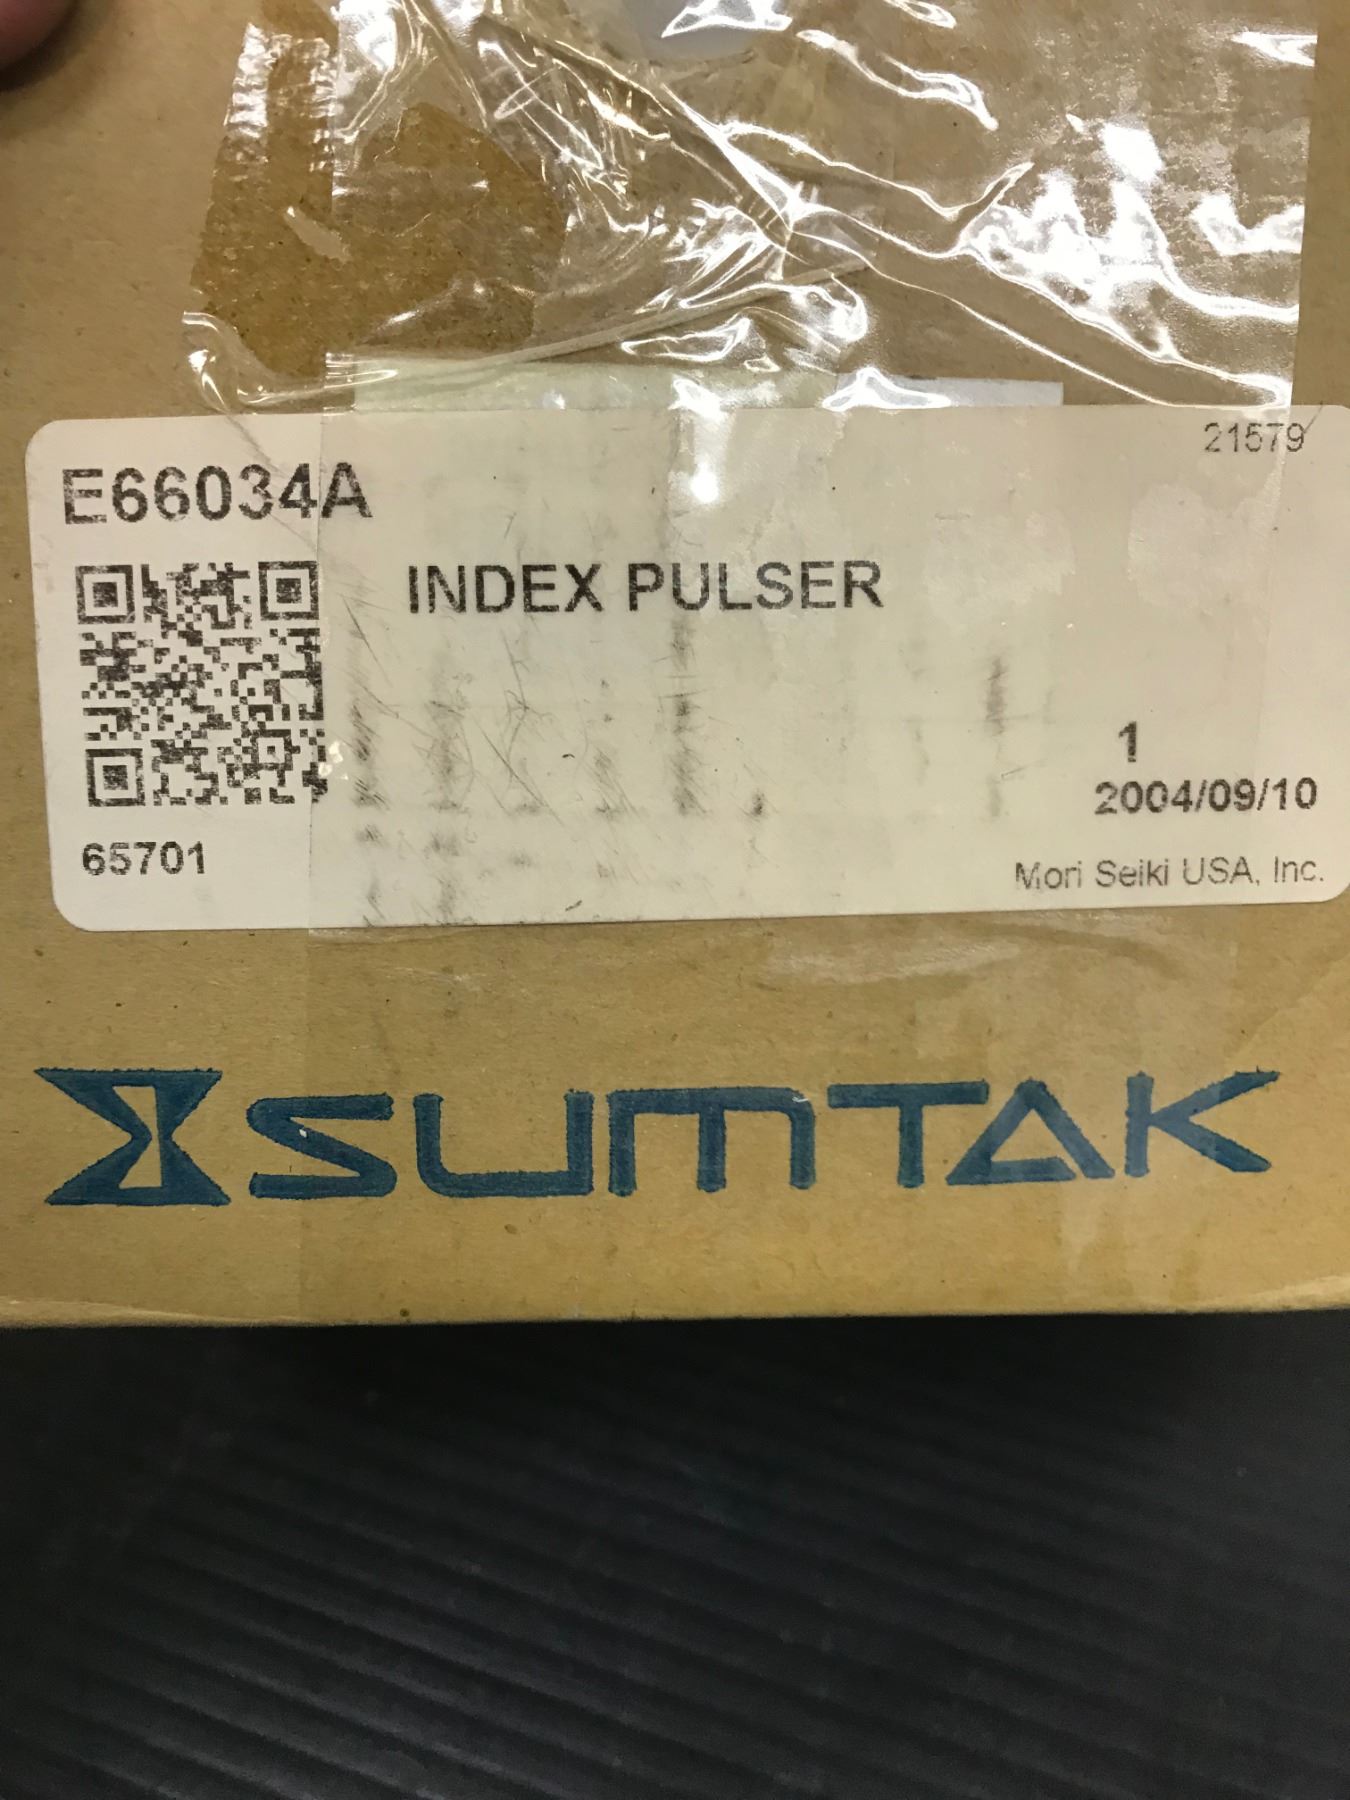 21579
E66034A
INDEX PULSER
1
2004/09/10
65701
Mori Seiki USA, Inc.
SUMTAK